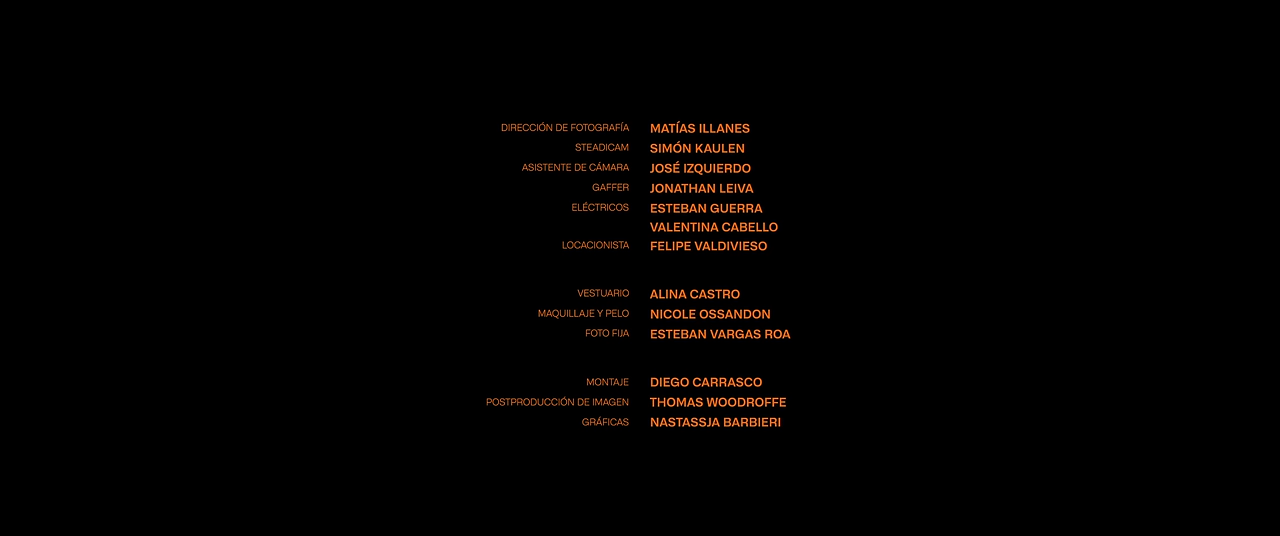 DIRECCIÓN DE FOTOGRAFÍA MATÍAS ILLANES
STEADICAM SIMÓN KAULEN
ASISTENTE DE CÁMARA JOSÉ IZQUIERDO
GAFFER JONATHAN LEIVA
ELÉCTRICOS ESTEBAN GUERRA
VALENTINA CABELLO
LOCACIONISTA FELIPE VALDIVIESO
VESTUARIO ALINA CASTRO
MAQUILLAJE Y PELO NICOLE OSSANDON
FOTO FIJA ESTEBAN VARGAS ROA
MONTAJE DIEGO CARRASCO
POSTPRODUCCIÓN DE IMAGEN THOMAS WOODROFFE
GRÁFICAS NASTASSJA BARBIERI